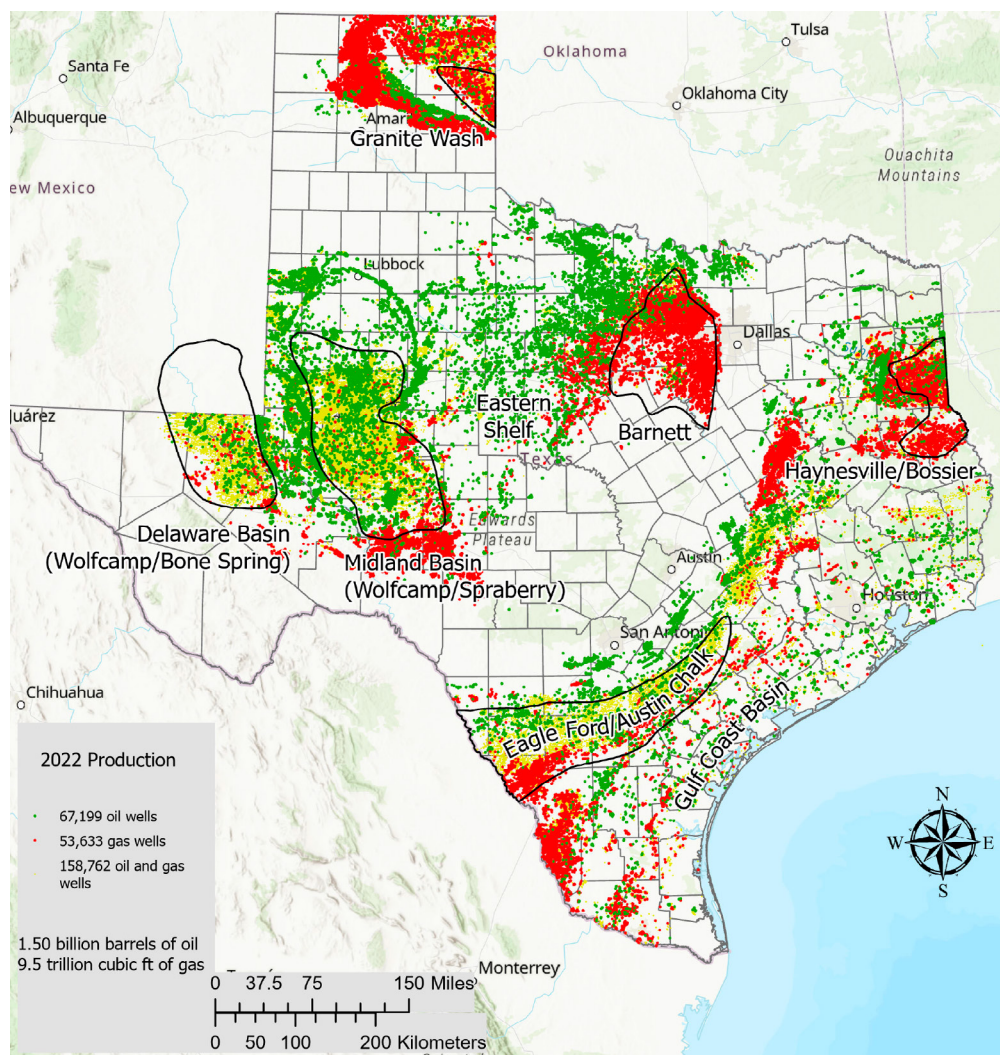 Tulsa
Oklahoma
Santa Fe
Oklahoma City
Albuquerque
Amar
Granite Wash
Ouachita
Mountains
ew Mexico
Lubbock
Dallas
Juárez
Eastern
Shelf
Barnett
Texas
Haynesville/Bossier
Delaware Basin
(Wolfcamp/Bone Spring)
Edwards
Plateau
Midland Basin
(Wolfcamp/Spraberry)
Austin
Houston
San Antoni
Eagle Ford/Austin Chalk
Gulf Coast Basin
Chihuahua
2022 Production
67,199 oil wells
53,633 gas wells
158,762 oil and gas
wells
1.50 billion barrels of oil
9.5 trillion cubic ft of gas
N
W
E
S
Monterrey
0 37.5 75 150 Miles
0 50 100 200 Kilometers